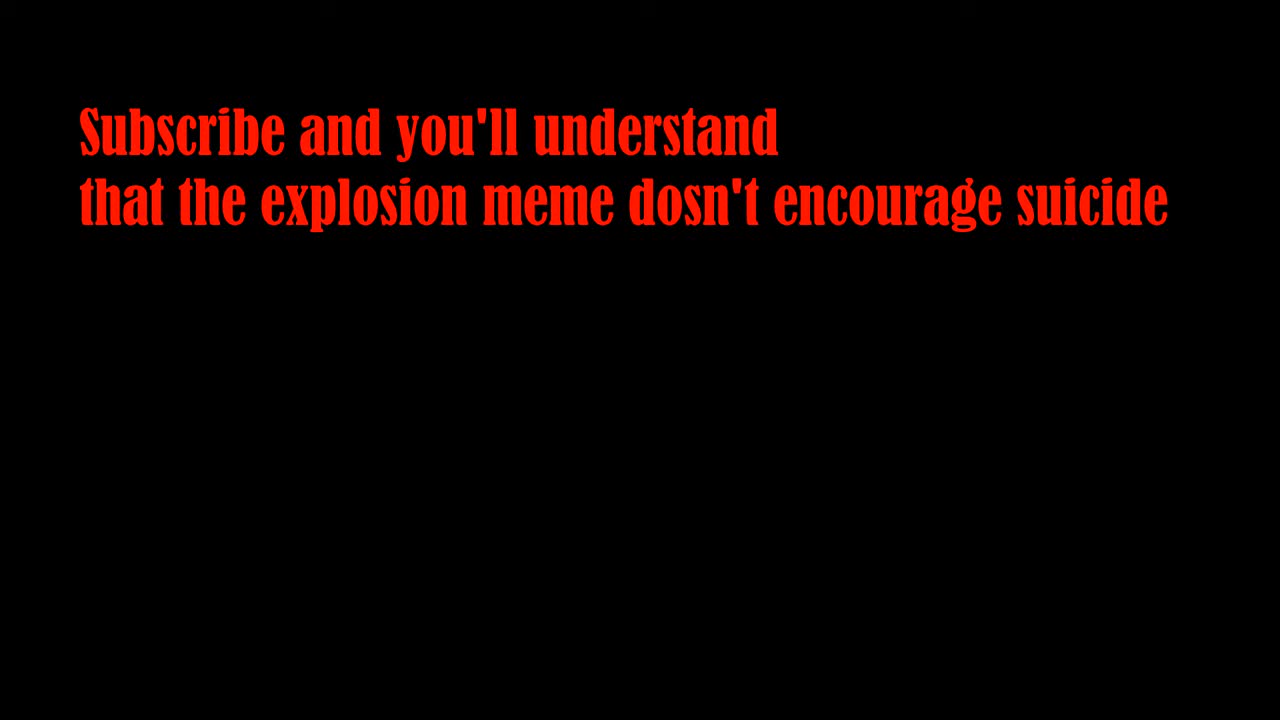 Subscribe and you'll understand
that the explosion meme dosn't encourage suicide